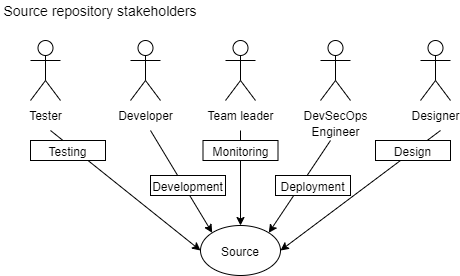 Source repository stakeholders
Tester
Developer
Team leader
DevSecOps
Engineer
Designer
Testing
Monitoring
Design
Development
Deployment
Source